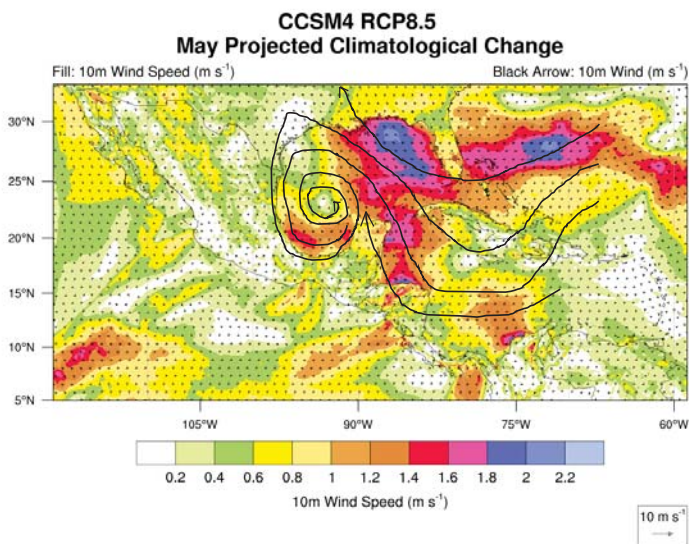 CCSM4 RCP8.5
May Projected Climatological Change
Fill: 10m Wind Speed (m s⁻¹) Black Arrow: 10m Wind (m s⁻¹)
30°N
25°N
20°N
15°N
10°N
5°N
105°W 90°W 75°W 60°W
0.2 0.4 0.6 0.8 1 1.2 1.4 1.6 1.8 2 2.2
10m Wind Speed (m s⁻¹)
10 m s⁻¹